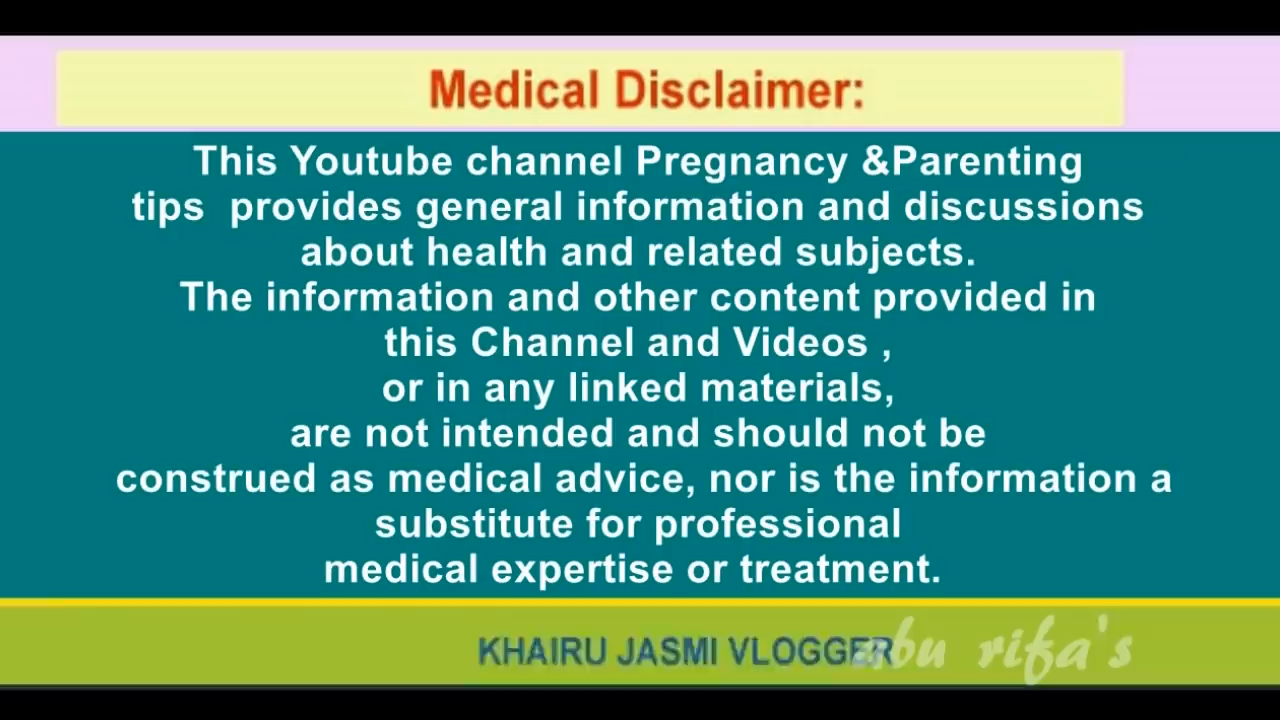 Medical Disclaimer:
This Youtube channel Pregnancy &Parenting
tips provides general information and discussions
about health and related subjects.
The information and other content provided in
this Channel and Videos ,
or in any linked materials,
are not intended and should not be
construed as medical advice, nor is the information a
substitute for professional
medical expertise or treatment.
KHAIRU JASMI VLOGGER
abu rifa's